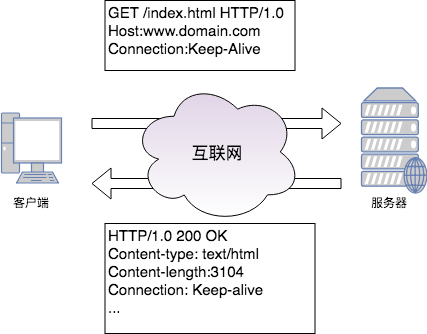 GET /index.html HTTP/1.0
Host:www.domain.com
Connection:Keep-Alive
互联网
客户端
服务器
HTTP/1.0 200 OK
Content-type: text/html
Content-length:3104
Connection: Keep-alive
...